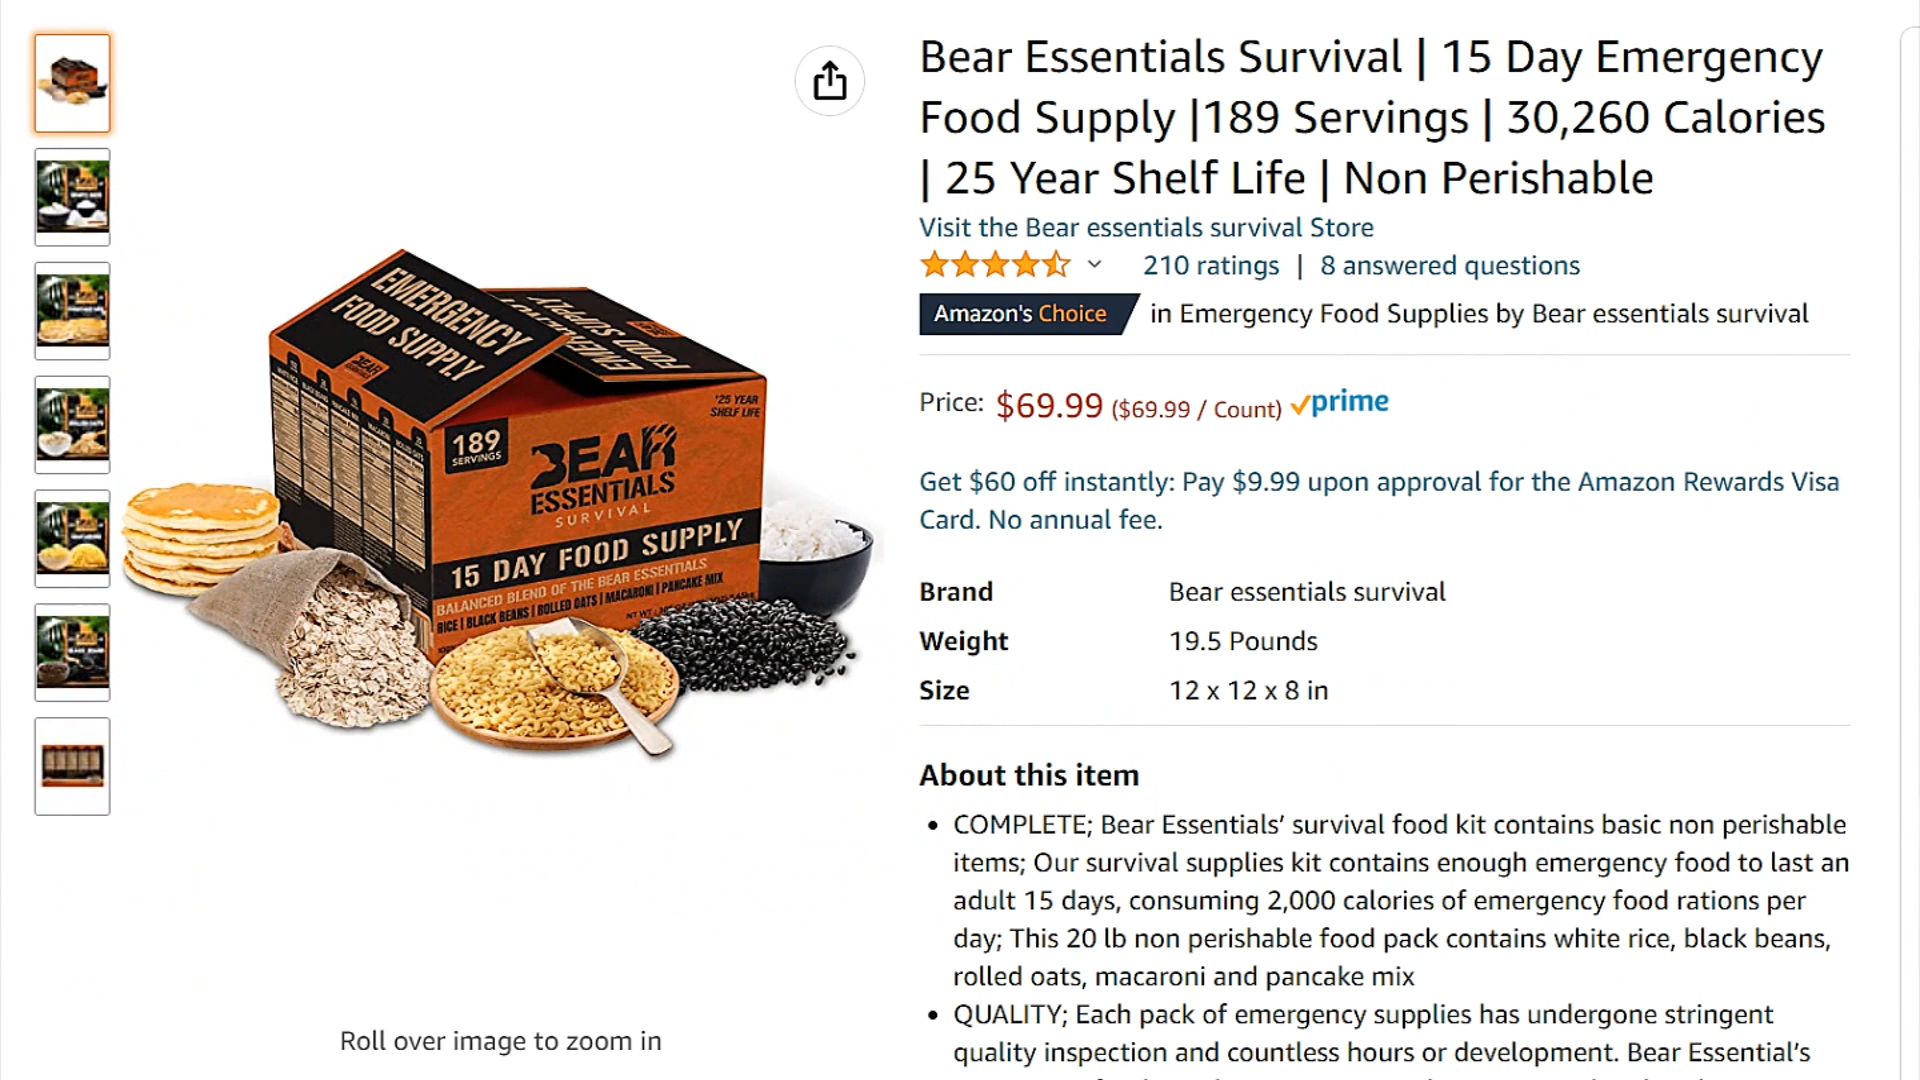 Bear Essentials Survival | 15 Day Emergency
Food Supply |189 Servings | 30,260 Calories
| 25 Year Shelf Life | Non Perishable
Visit the Bear essentials survival Store
210 ratings | 8 answered questions
Amazon's Choice in Emergency Food Supplies by Bear essentials survival
Price: $69.99 ($69.99 / Count) prime
Get $60 off instantly: Pay $9.99 upon approval for the Amazon Rewards Visa
Card. No annual fee.
Brand Bear essentials survival
Weight 19.5 Pounds
Size 12 x 12 x 8 in
About this item
• COMPLETE; Bear Essentials’ survival food kit contains basic non perishable
items; Our survival supplies kit contains enough emergency food to last an
adult 15 days, consuming 2,000 calories of emergency food rations per
day; This 20 lb non perishable food pack contains white rice, black beans,
rolled oats, macaroni and pancake mix
• QUALITY; Each pack of emergency supplies has undergone stringent
quality inspection and countless hours or development. Bear Essential’s
EMERGENCY
FOOD SUPPLY
BEAR
EMERGENCY
FOOD SUPPLY
*25 YEAR
SHELF LIFE
189
SERVINGS
BEAR
ESSENTIALS
SURVIVAL
15 DAY FOOD SUPPLY
BALANCED BLEND OF THE BEAR ESSENTIALS
RICE | BLACK BEANS | ROLLED OATS | MACARONI | PANCAKE MIX
NT WT
Roll over image to zoom in